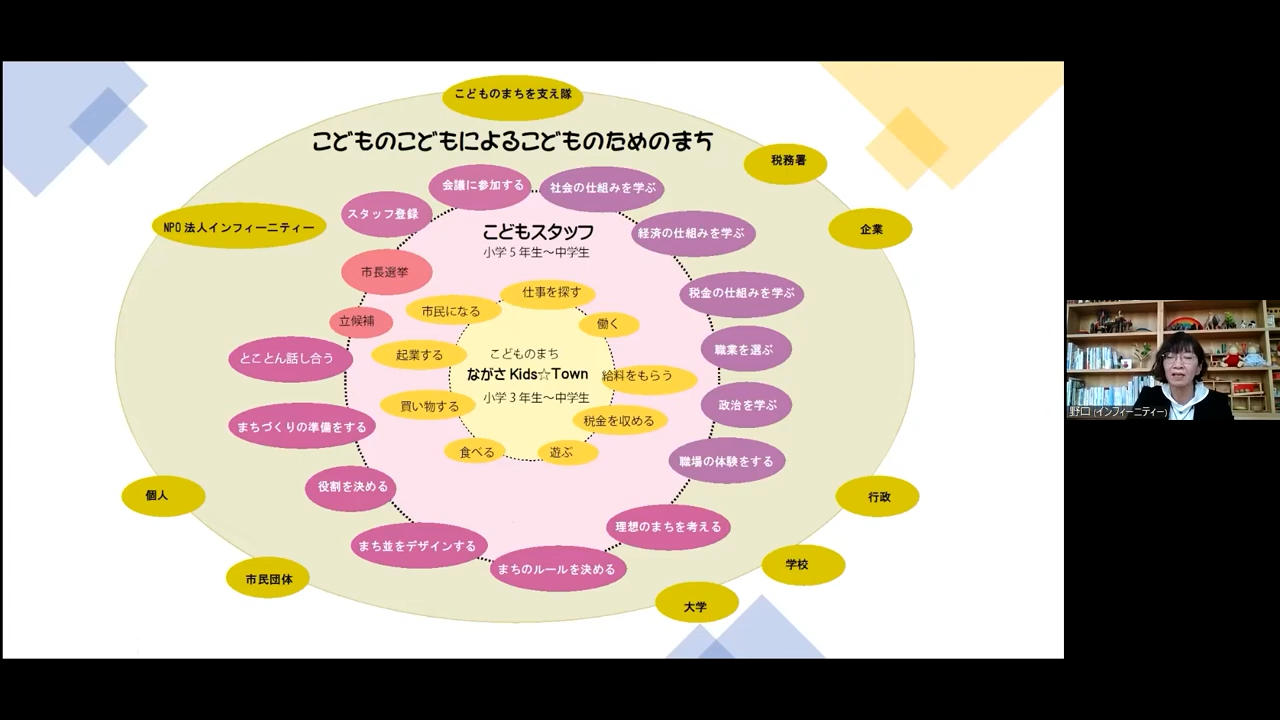 こどものまちを支え隊
こどものこどもによるこどものためのまち
税務署
会議に参加する
社会の仕組みを学ぶ
スタッフ登録
NPO法人インフィーニティー
企業
こどもスタッフ
経済の仕組みを学ぶ
小学5年生～中学生
市長選挙
仕事を探す
税金の仕組みを学ぶ
市民になる
立候補
働く
とことん話し合う
起業する
こどものまち
職業を選ぶ
ながさKids☆Town
給料をもらう
小学3年生～中学生
買い物する
政治を学ぶ
まちづくりの準備をする
税金を収める
食べる
遊ぶ
職場の体験をする
役割を決める
個人
行政
理想のまちを考える
まち並をデザインする
まちのルールを決める
学校
市民団体
大学
野口(インフィーニティー)